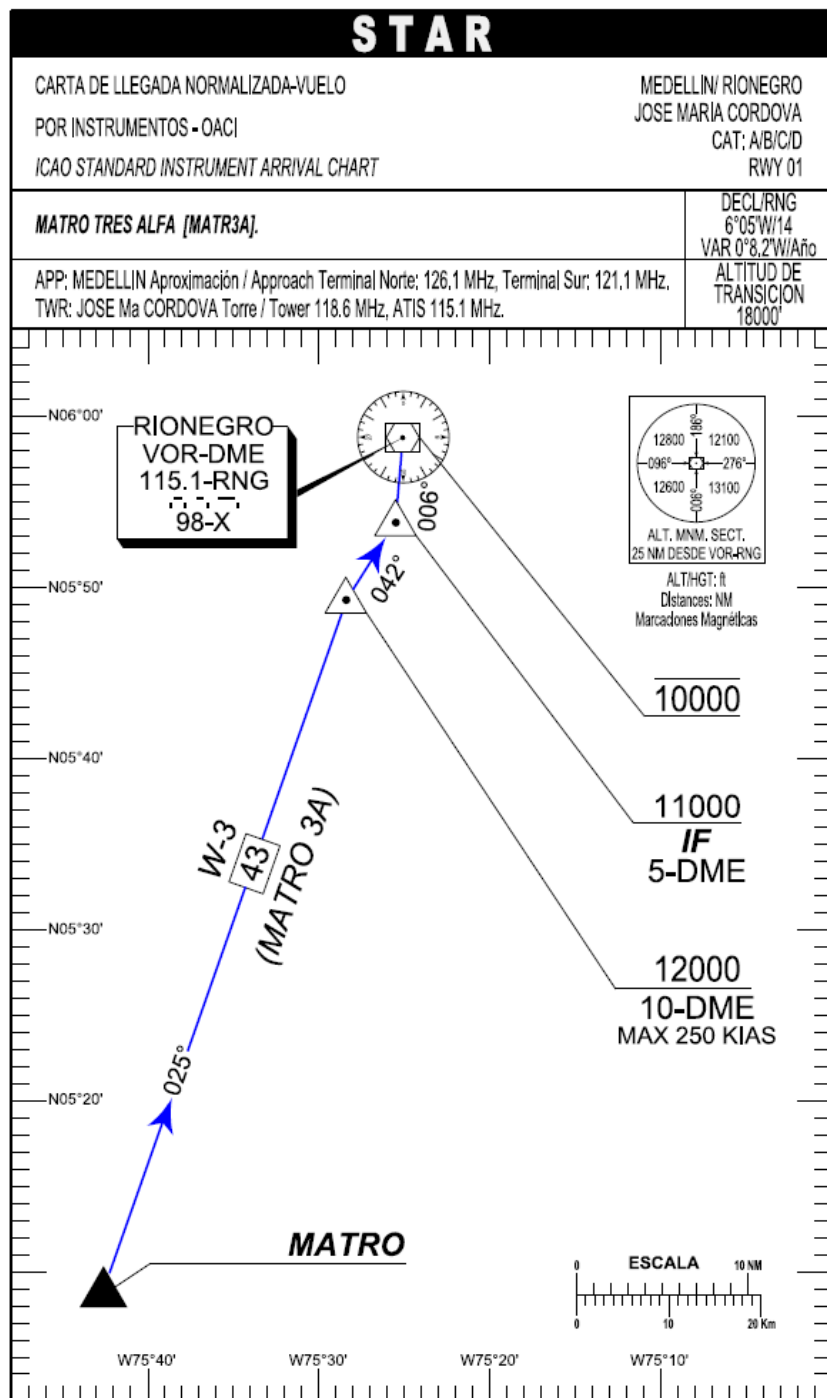 STAR
CARTA DE LLEGADA NORMALIZADA-VUELO
POR INSTRUMENTOS - OACI
ICAO STANDARD INSTRUMENT ARRIVAL CHART
MEDELLIN/ RIONEGRO
JOSE MARIA CORDOVA
CAT: A/B/C/D
RWY 01
MATRO TRES ALFA [MATR3A].
DECL/RNG
6°05'W/14
VAR 0°8,2'W/Año
APP: MEDELLIN Aproximación / Approach Terminal Norte: 126,1 MHz, Terminal Sur: 121,1 MHz,
TWR: JOSE Ma CORDOVA Torre / Tower 118.6 MHz, ATIS 115.1 MHz.
ALTITUD DE
TRANSICION
18000'
N06°00'
RIONEGRO
VOR-DME
115.1-RNG
98-X
006°
042°
186°
12800
12100
096°
276°
12600
13100
006°
ALT. MNM. SECT.
25 NM DESDE VOR-RNG
ALT/HGT: ft
Distances: NM
Marcaciones Magnéticas
N05°50'
10000
N05°40'
11000
IF
5-DME
W-3
43
(MATRO 3A)
N05°30'
12000
10-DME
MAX 250 KIAS
025°
N05°20'
MATRO
ESCALA
0
10 NM
0
10
20 Km
W75°40'
W75°30'
W75°20'
W75°10'